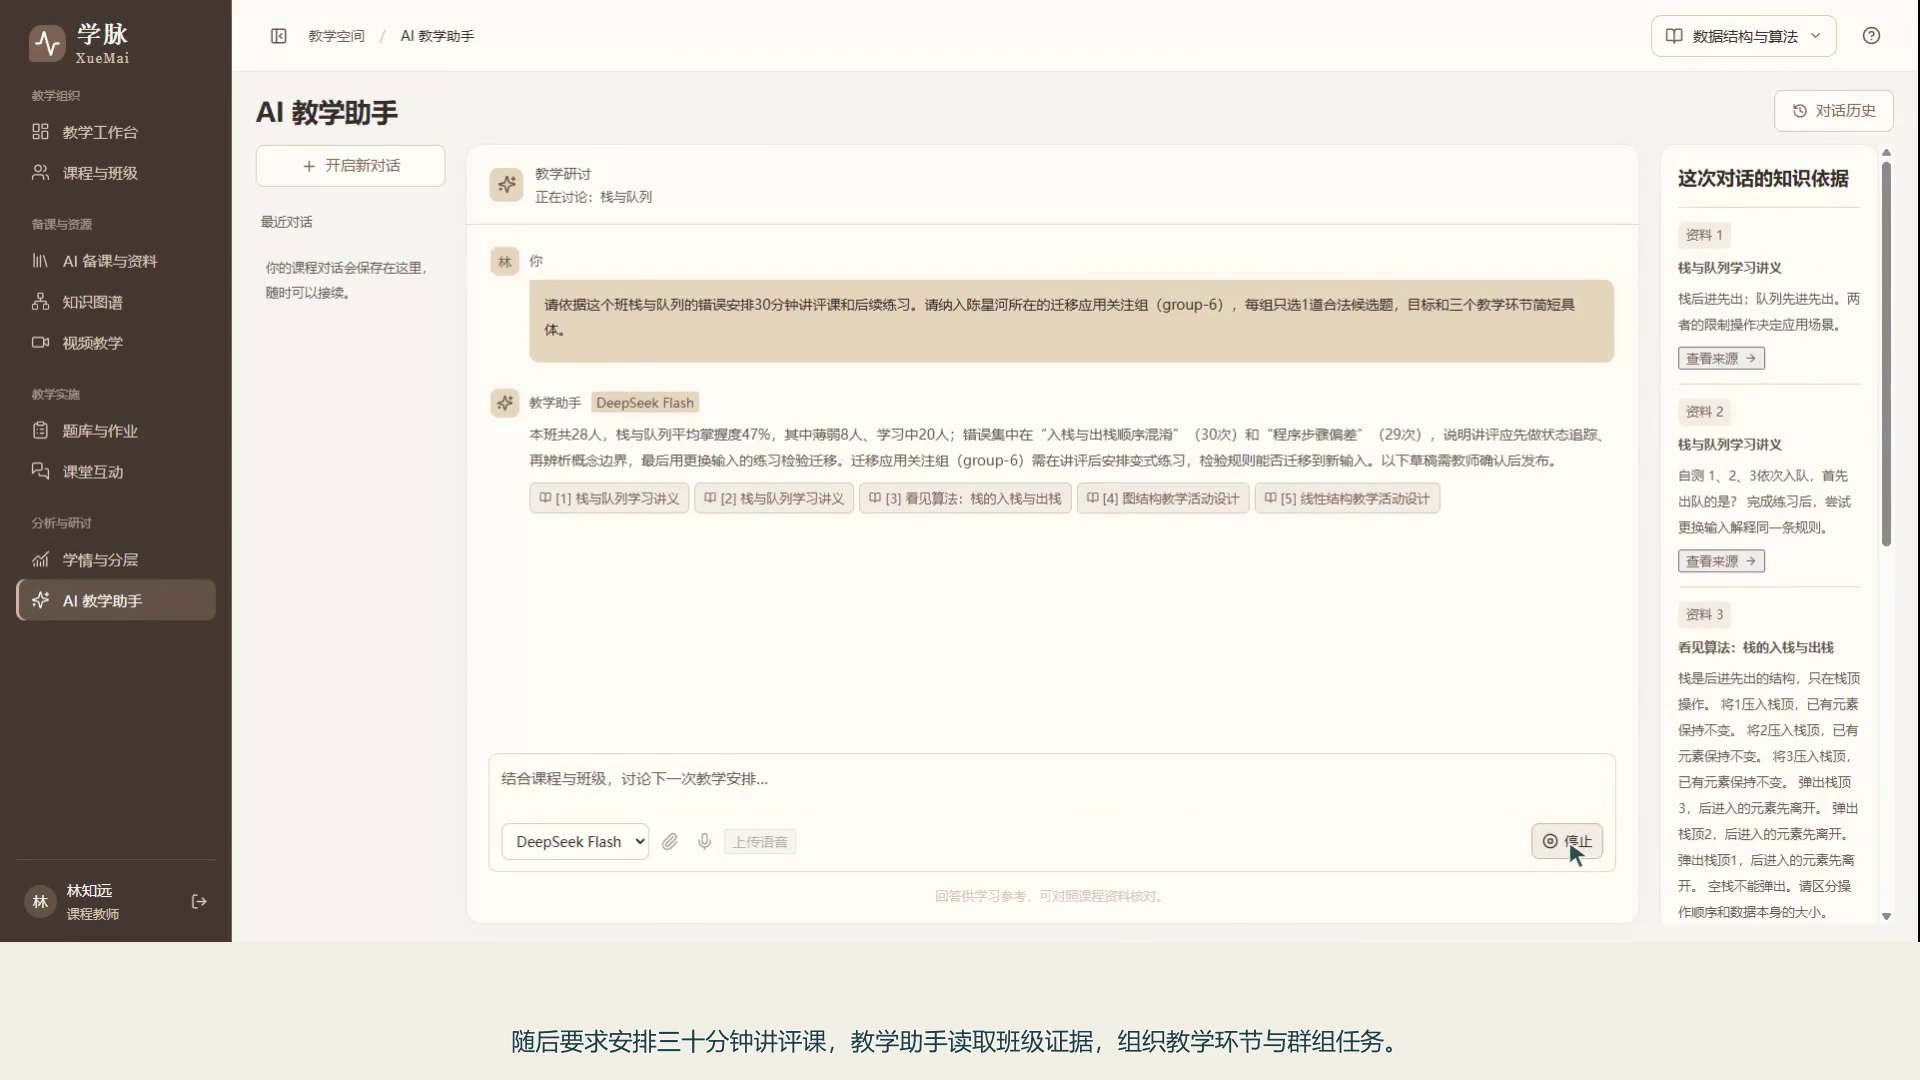 学脉
XueMai
教学组织
教学工作台
课程与班级
备课与资源
AI 备课与资料
知识图谱
视频教学
教学实施
题库与作业
课堂互动
分析与研讨
学情与分层
AI 教学助手
林
林知远
课程教师
教学空间 / AI 教学助手
数据结构与算法
AI 教学助手
对话历史
开启新对话
最近对话
你的课程对话会保存在这里，
随时可以接续。
教学研讨
正在讨论：栈与队列
林 你
请依据这个班栈与队列的错误安排30分钟讲评课和后续练习。请纳入陈星河所在的迁移应用关注组（group-6），每组只选1道合法候选题，目标和三个教学环节简短具
体。
教学助手 DeepSeek Flash
本班共28人，栈与队列平均掌握度47%，其中薄弱8人、学习中20人；错误集中在“入栈与出栈顺序混淆”（30次）和“程序步骤偏差”（29次），说明讲评应先做状态追踪、
再辨析概念边界，最后用更换输入的练习检验迁移。迁移应用关注组（group-6）需在讲评后安排变式练习，检验规则能否迁移到新输入。以下草稿需教师确认后发布。
[1] 栈与队列学习讲义 [2] 栈与队列学习讲义 [3] 看见算法：栈的入栈与出栈 [4] 图结构教学活动设计 [5] 线性结构教学活动设计
结合课程与班级，讨论下一次教学安排...
DeepSeek Flash 上传语音 停止
回答供学习参考，可对照课程资料核对。
这次对话的知识依据
资料 1
栈与队列学习讲义
栈后进先出；队列先进先出。两
者的限制操作决定应用场景。
查看来源 →
资料 2
栈与队列学习讲义
自测 1、2、3依次入队，首先
出队的是？ 完成练习后，尝试
更换输入解释同一条规则。
查看来源 →
资料 3
看见算法：栈的入栈与出栈
栈是后进先出的结构，只在栈顶
操作。 将1压入栈顶，已有元素
保持不变。 将2压入栈顶，已有
元素保持不变。 将3压入栈顶，
已有元素保持不变。 弹出栈顶
3，后进入的元素先离开。 弹出
栈顶2，后进入的元素先离开。
弹出栈顶1，后进入的元素先离
开。 空栈不能弹出。请区分操
作顺序和数据本身的大小。
随后要求安排三十分钟讲评课，教学助手读取班级证据，组织教学环节与群组任务。